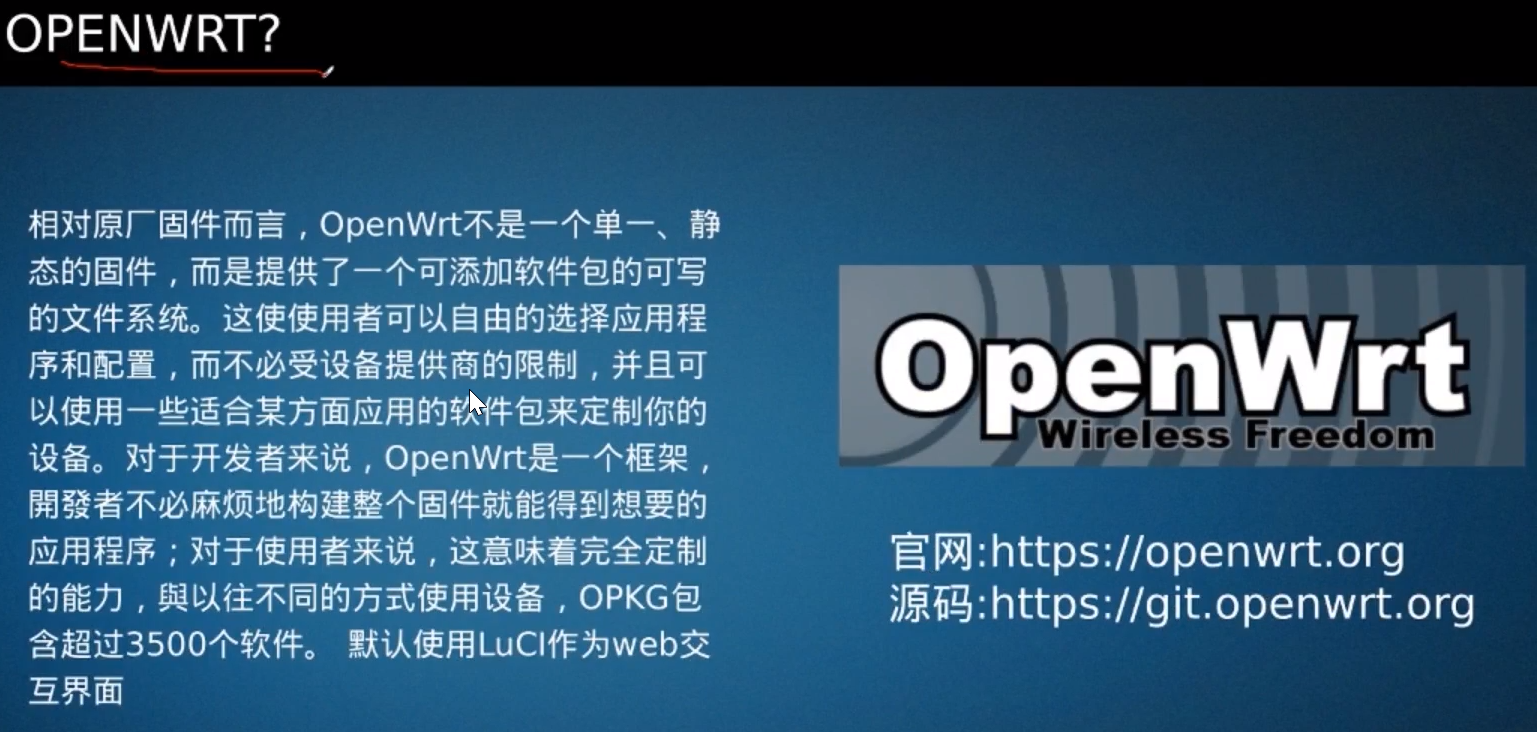 OPENWRT?
相对原厂固件而言，OpenWrt不是一个单一、静
态的固件，而是提供了一个可添加软件包的可写
的文件系统。这使使用者可以自由的选择应用程
序和配置，而不必受设备提供商的限制，并且可
以使用一些适合某方面应用的软件包来定制你的
设备。对于开发者来说，OpenWrt是一个框架，
開發者不必麻烦地构建整个固件就能得到想要的
应用程序；对于使用者来说，这意味着完全定制
的能力，與以往不同的方式使用设备，OPKG包
含超过3500个软件。 默认使用LuCI作为web交
互界面
OpenWrt
Wireless Freedom
官网:https://openwrt.org
源码:https://git.openwrt.org